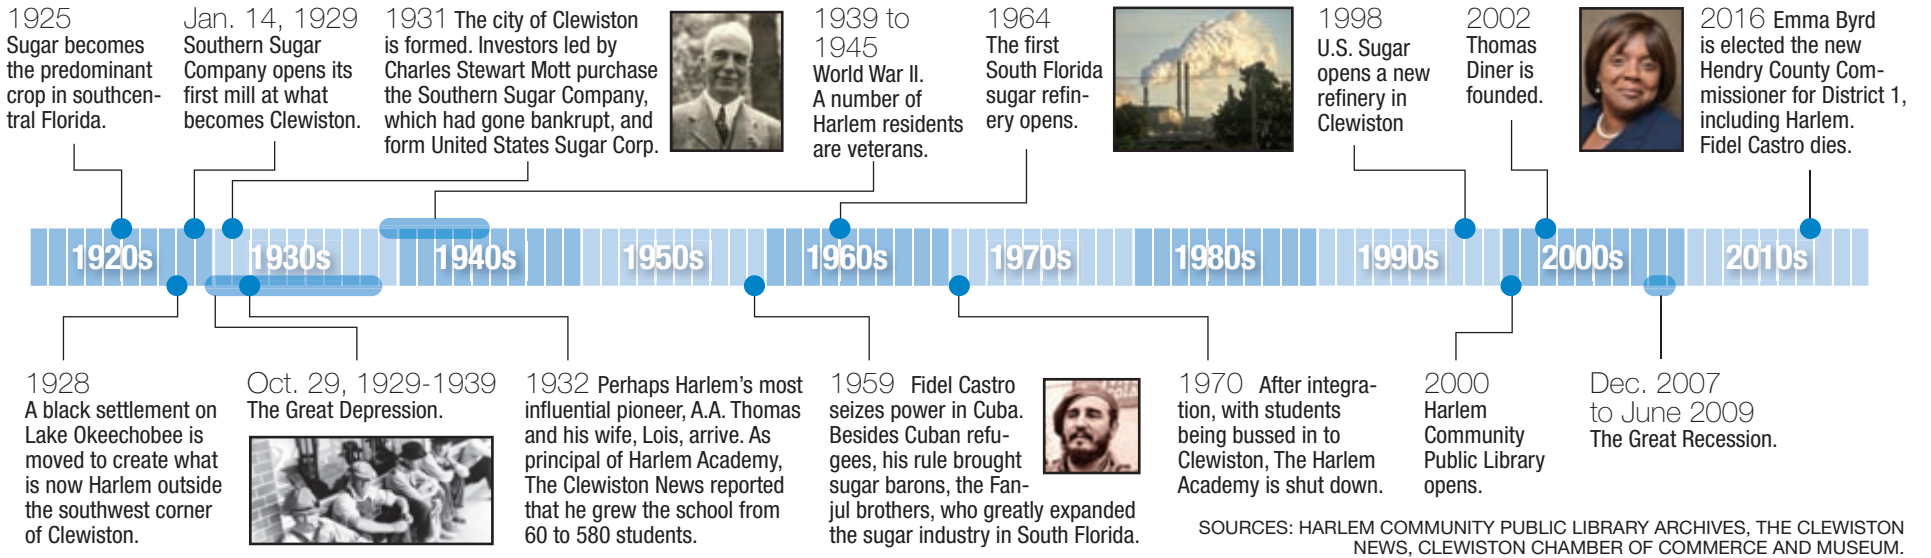 1925
Sugar becomes
the predominant
crop in southcen-
tral Florida.
Jan. 14, 1929
Southern Sugar
Company opens its
first mill at what
becomes Clewiston.
1931 The city of Clewiston
is formed. Investors led by
Charles Stewart Mott purchase
the Southern Sugar Company,
which had gone bankrupt, and
form United States Sugar Corp.
1939 to
1945
World War II.
A number of
Harlem residents
are veterans.
1964
The first
South Florida
sugar refin-
ery opens.
1998
U.S. Sugar
opens a new
refinery in
Clewiston
2002
Thomas
Diner is
founded.
2016 Emma Byrd
is elected the new
Hendry County Com-
missioner for District 1,
including Harlem.
Fidel Castro dies.
1920s
1930s
1940s
1950s
1960s
1970s
1980s
1990s
2000s
2010s
1928
A black settlement on
Lake Okeechobee is
moved to create what
is now Harlem outside
the southwest corner
of Clewiston.
Oct. 29, 1929-1939
The Great Depression.
1932 Perhaps Harlem's most
influential pioneer, A.A. Thomas
and his wife, Lois, arrive. As
principal of Harlem Academy,
The Clewiston News reported
that he grew the school from
60 to 580 students.
1959 Fidel Castro
seizes power in Cuba.
Besides Cuban refu-
gees, his rule brought
sugar barons, the Fan-
jul brothers, who greatly expanded
the sugar industry in South Florida.
1970 After integra-
tion, with students
being bussed in to
Clewiston, The Harlem
Academy is shut down.
2000
Harlem
Community
Public Library
opens.
Dec. 2007
to June 2009
The Great Recession.
SOURCES: HARLEM COMMUNITY PUBLIC LIBRARY ARCHIVES, THE CLEWISTON
NEWS, CLEWISTON CHAMBER OF COMMERCE AND MUSEUM.